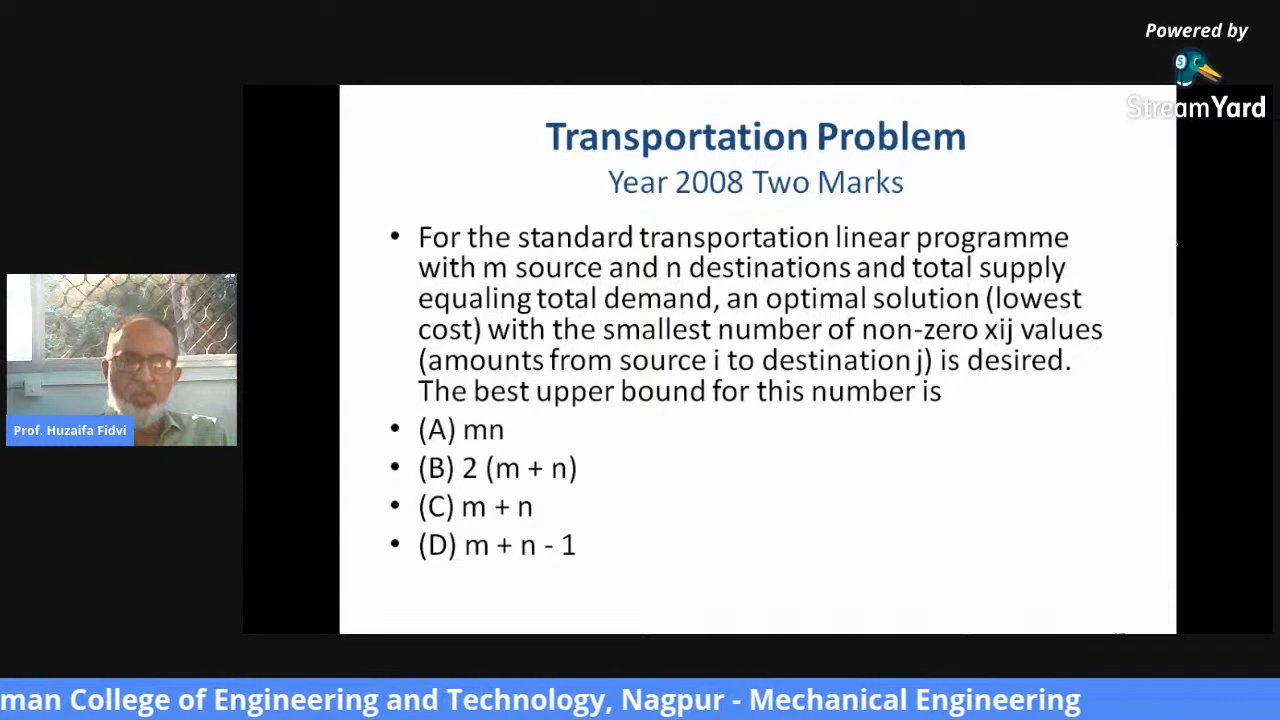 Powered by
S
StreamYard
Transportation Problem
Year 2008 Two Marks
• For the standard transportation linear programme
with m source and n destinations and total supply
equaling total demand, an optimal solution (lowest
cost) with the smallest number of non-zero xij values
(amounts from source i to destination j) is desired.
The best upper bound for this number is
• (A) mn
• (B) 2 (m + n)
• (C) m + n
• (D) m + n - 1
Prof. Huzaifa Fidvi
man College of Engineering and Technology, Nagpur - Mechanical Engineering